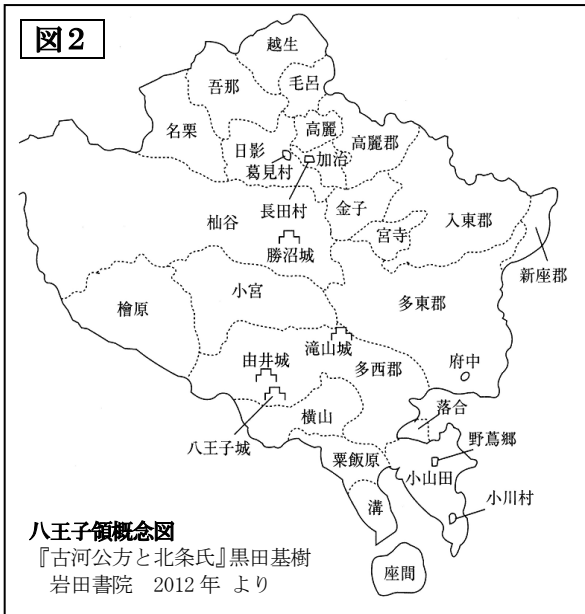 図２
越生
吾那
毛呂
名栗
高麗
高麗郡
日影
加治
葛見村
長田村
金子
入東郡
杣谷
宮寺
勝沼城
新座郡
小宮
檜原
多東郡
滝山城
由井城
多西郡
府中
横山
落合
八王子城
野蔦郷
粟飯原
小山田
小川村
溝
座間
八王子領概念図
『古河公方と北条氏』黒田基樹
岩田書院　2012年 より